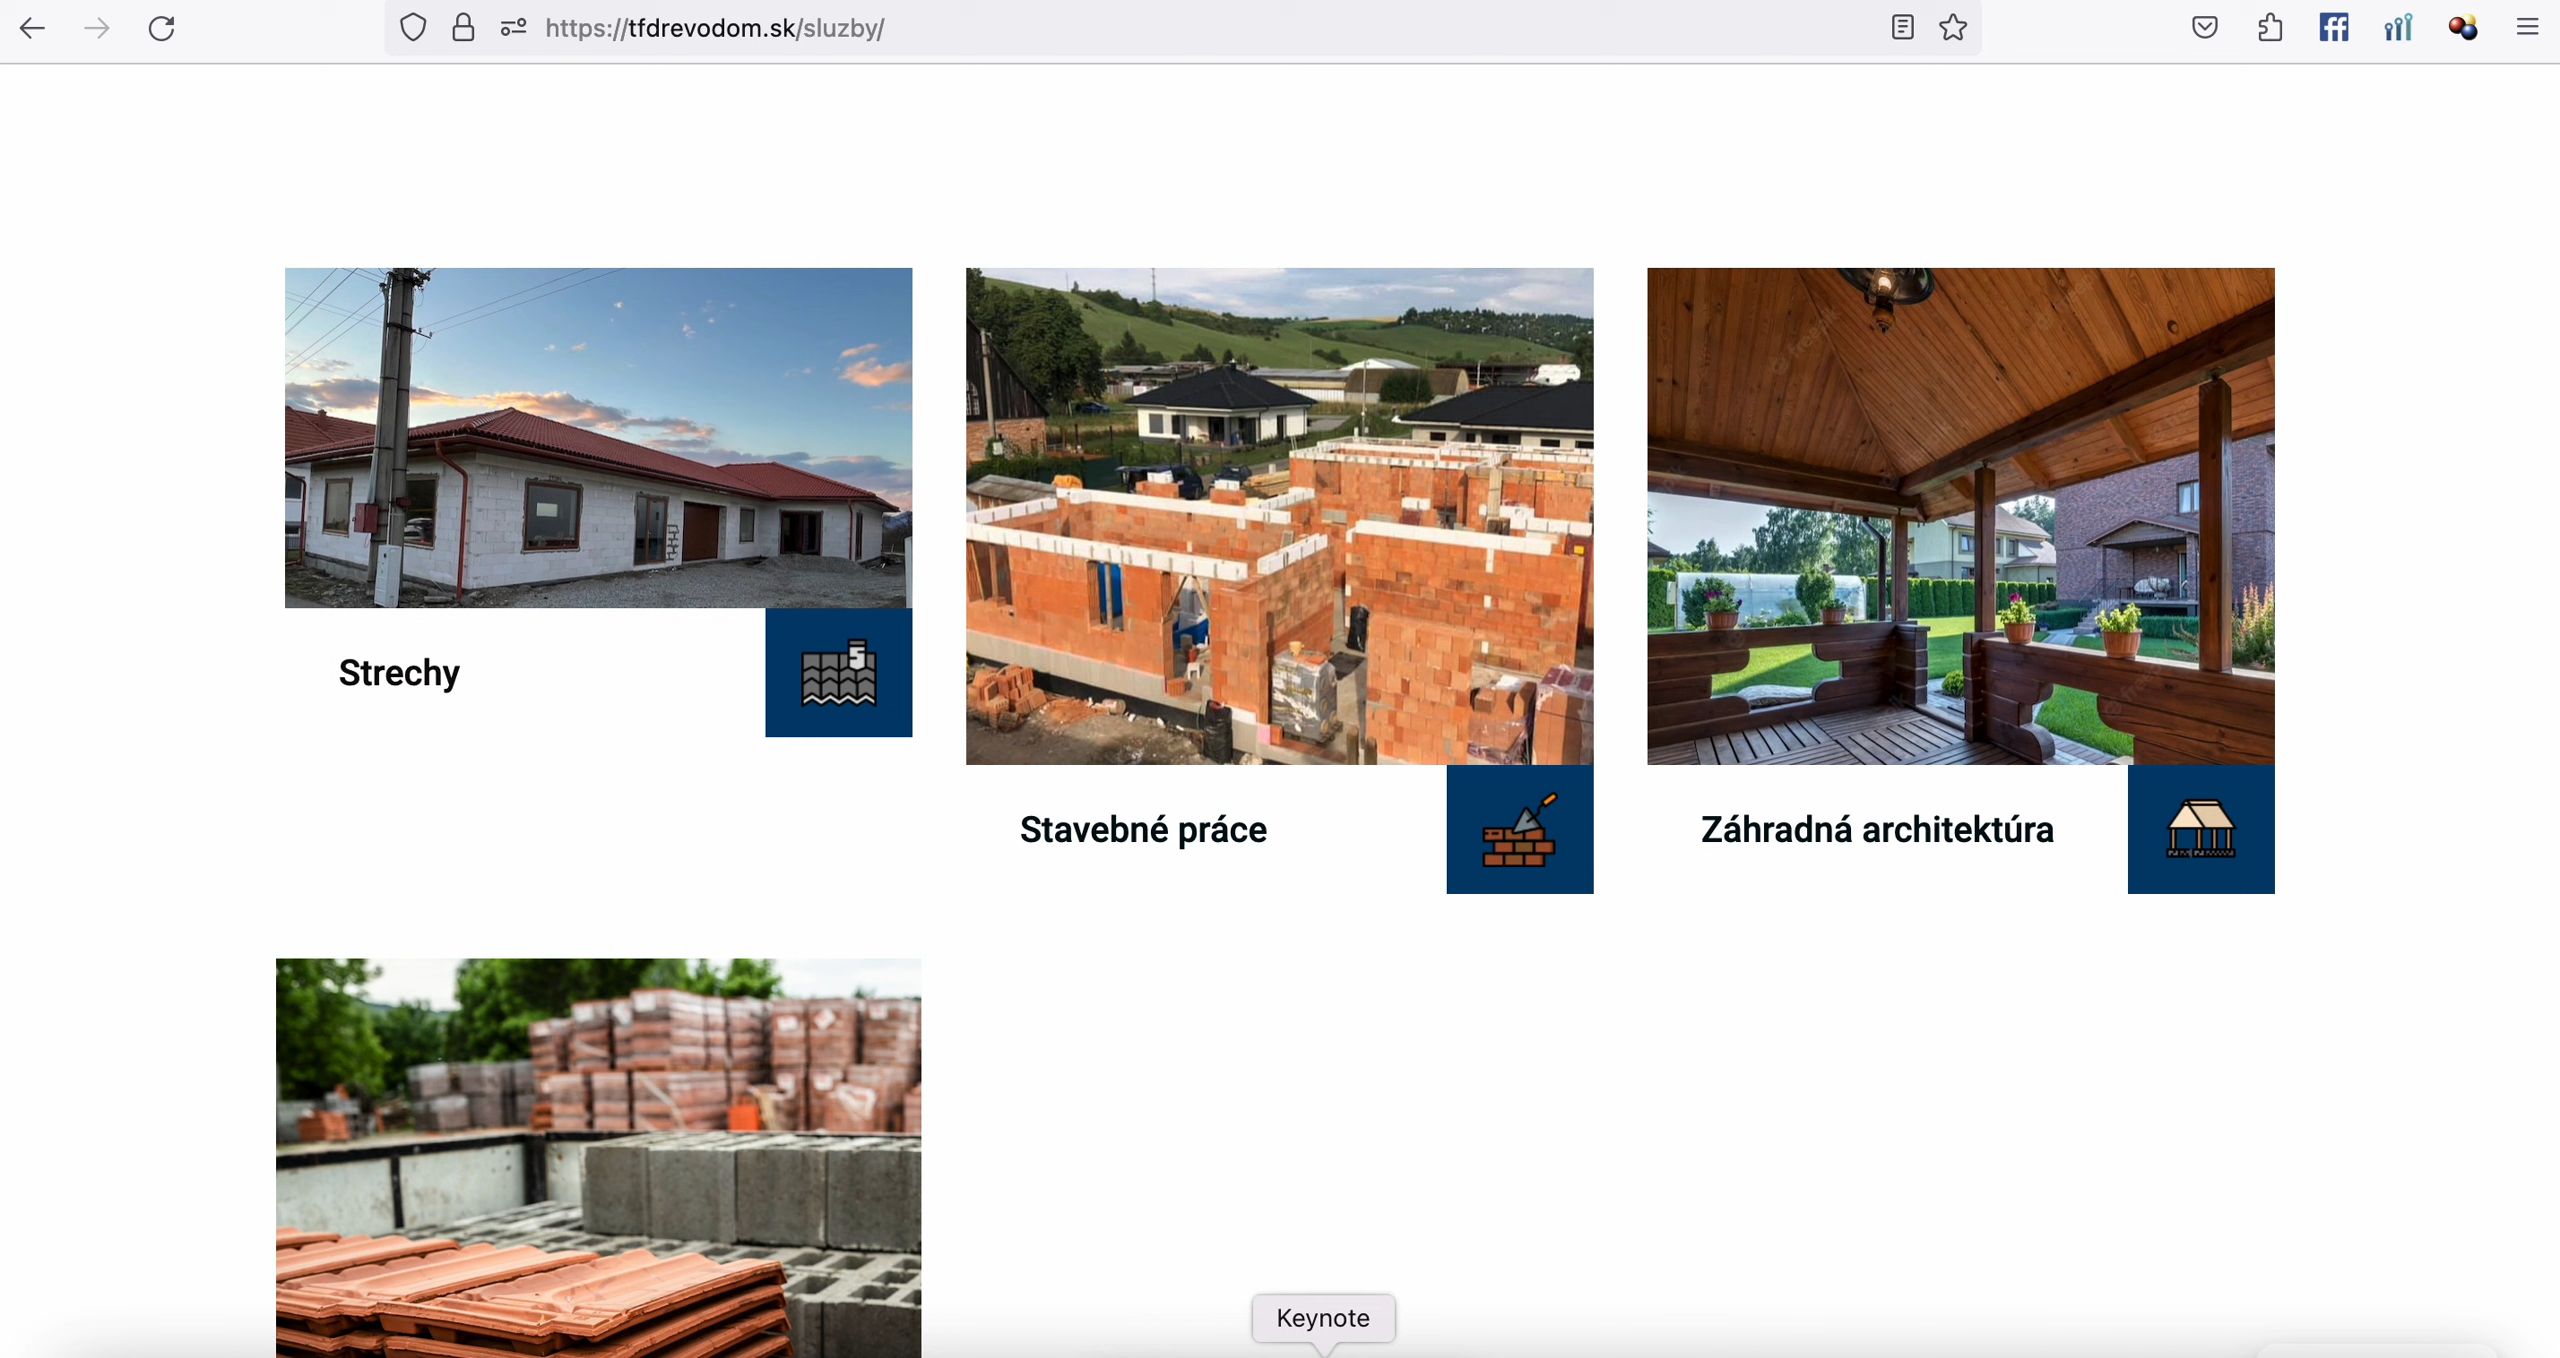 https://tfdrevodom.sk/sluzby/
Strechy
Stavebné práce
Záhradná architektúra
Keynote